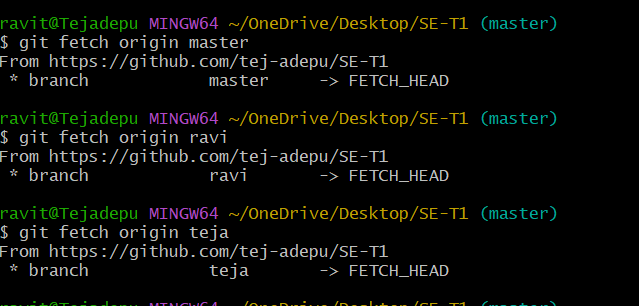 ravit@Tejadepu MINGW64 ~/OneDrive/Desktop/SE-T1 (master)
$ git fetch origin master
From https://github.com/tej-adepu/SE-T1
 * branch            master     -> FETCH_HEAD

ravit@Tejadepu MINGW64 ~/OneDrive/Desktop/SE-T1 (master)
$ git fetch origin ravi
From https://github.com/tej-adepu/SE-T1
 * branch            ravi       -> FETCH_HEAD

ravit@Tejadepu MINGW64 ~/OneDrive/Desktop/SE-T1 (master)
$ git fetch origin teja
From https://github.com/tej-adepu/SE-T1
 * branch            teja       -> FETCH_HEAD